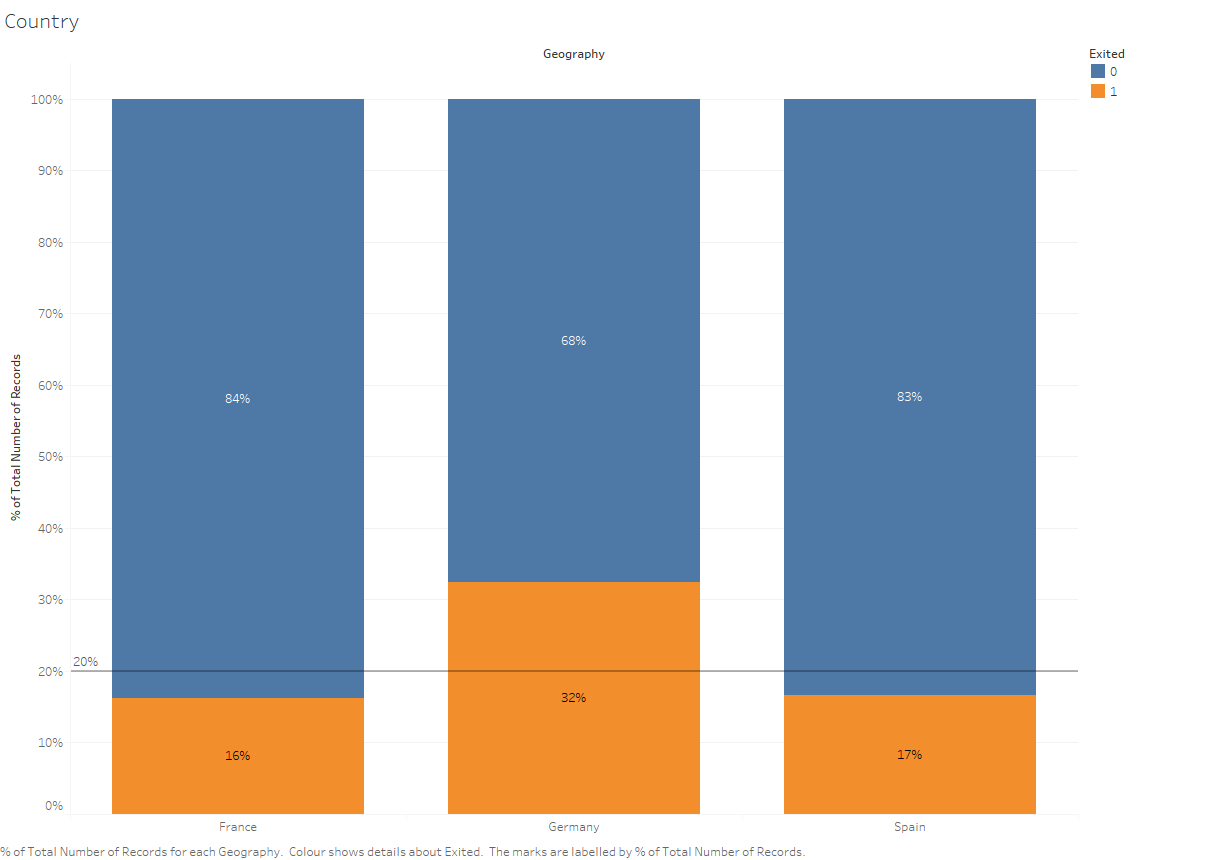 Country
Geography
Exited
0
1
100%
90%
80%
70%
60%
50%
40%
30%
20%
20%
10%
0%
% of Total Number of Records
84%
68%
83%
16%
32%
17%
France
Germany
Spain
% of Total Number of Records for each Geography.  Colour shows details about Exited.  The marks are labelled by % of Total Number of Records.